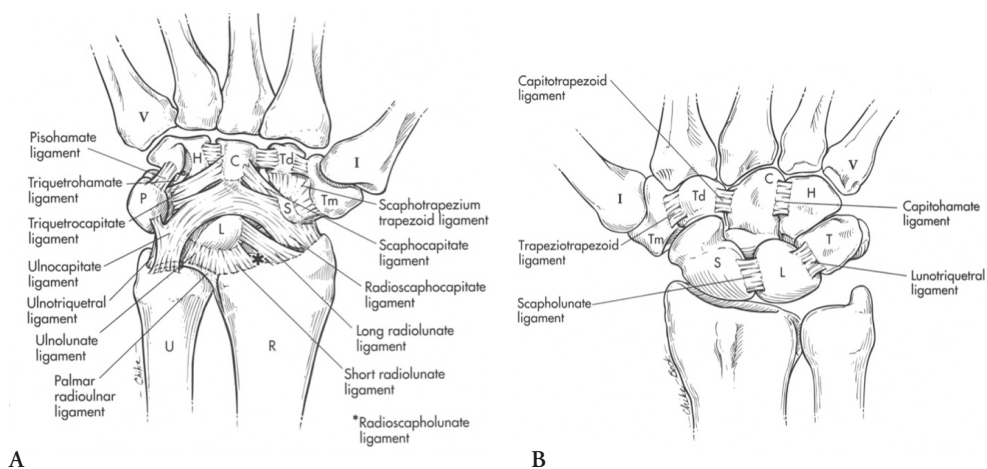 Pisohamate
ligament
Triquetrohamate
ligament
Triquetrocapitate
ligament
Ulnocapitate
ligament
Ulnotriquetral
ligament
Ulnolunate
ligament
Palmar
radioulnar
ligament
V
H
C
Td
I
P
S
Tm
L
*
U
R
Scaphotrapezium
trapezoid ligament
Scaphocapitate
ligament
Radioscaphocapitate
ligament
Long radiolunate
ligament
Short radiolunate
ligament
*Radioscapholunate
ligament
A
Capitotrapezoid
ligament
Trapeziotrapezoid
ligament
Scapholunate
ligament
I
V
C
Td
H
Tm
T
S
L
Capitohamate
ligament
Lunotriquetral
ligament
B